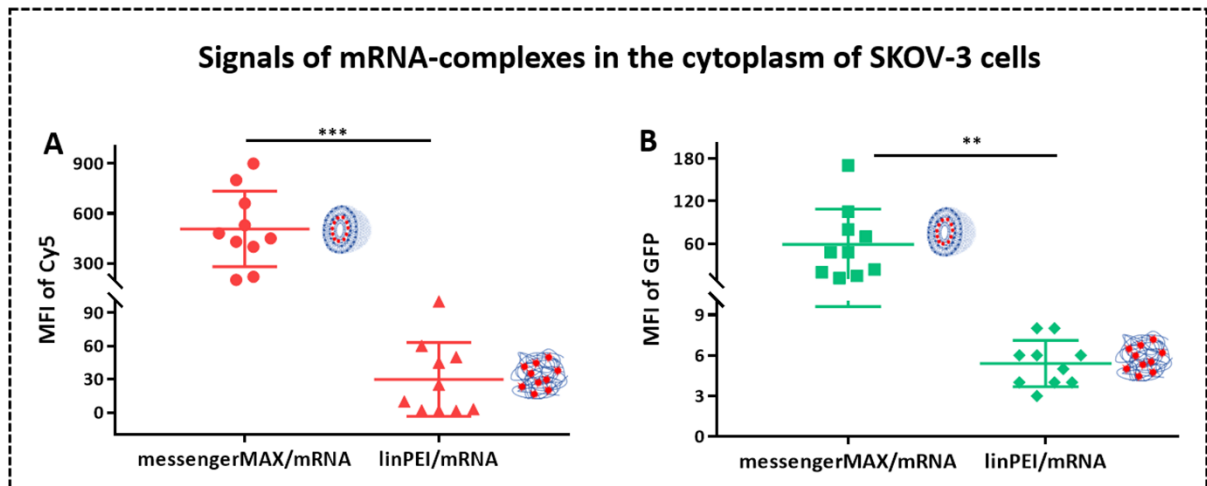 Signals of mRNA-complexes in the cytoplasm of SKOV-3 cells
A
***
MFI of Cy5
900
600
300
90
60
30
0
messengerMAX/mRNA
linPEI/mRNA
B
**
MFI of GFP
180
120
60
9
6
3
0
messengerMAX/mRNA
linPEI/mRNA